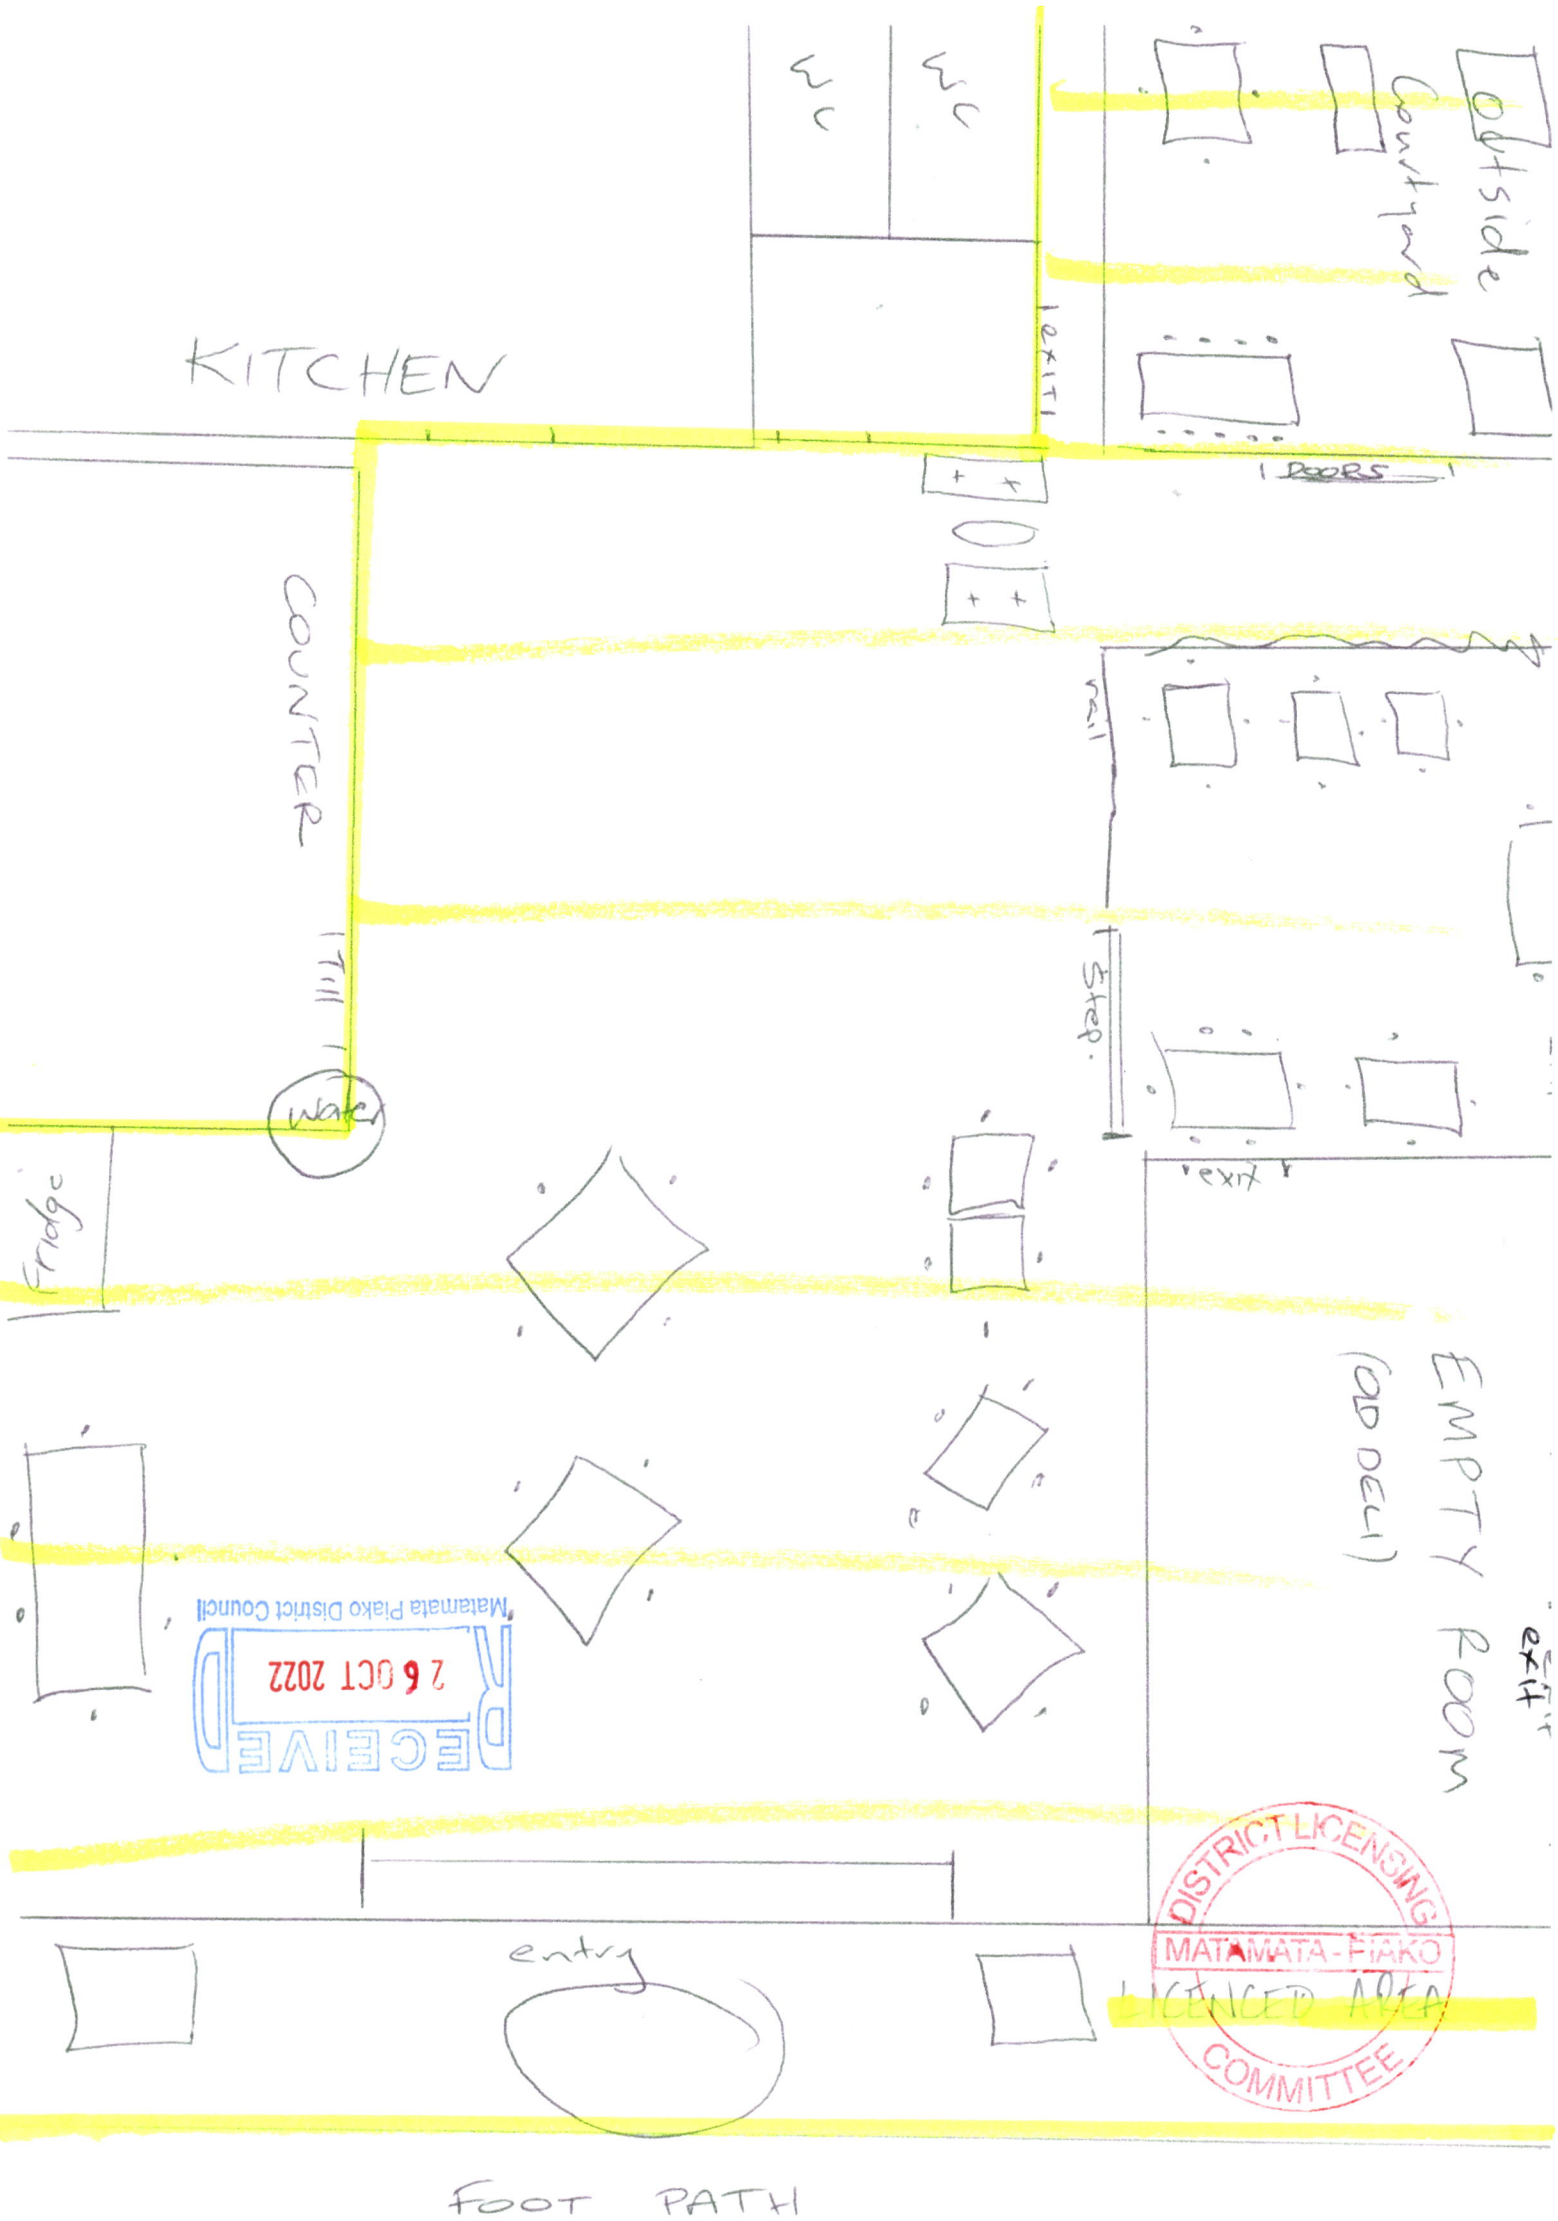 WC
WC
Outside
Courtyard
KITCHEN
EXIT
DOORS
COUNTER
rail
Till
Step.
Water
exit
Fridge
EMPTY ROOM
(OLD DELI)
exit
Matamata Piako District Council
26 OCT 2022
RECEIVED
entry
DISTRICT LICENSING
MATAMATA-PIAKO
COMMITTEE
LICENCED AREA
FOOT PATH